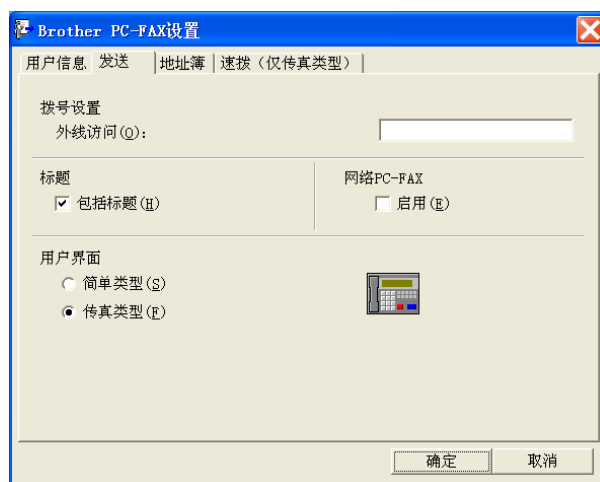 Brother PC-FAX设置
用户信息 发送 地址簿 速拨（仅传真类型）
拨号设置
外线访问(O):
标题 网络PC-FAX
包括标题(H) 启用(E)
用户界面
简单类型(S)
传真类型(F)
确定 取消